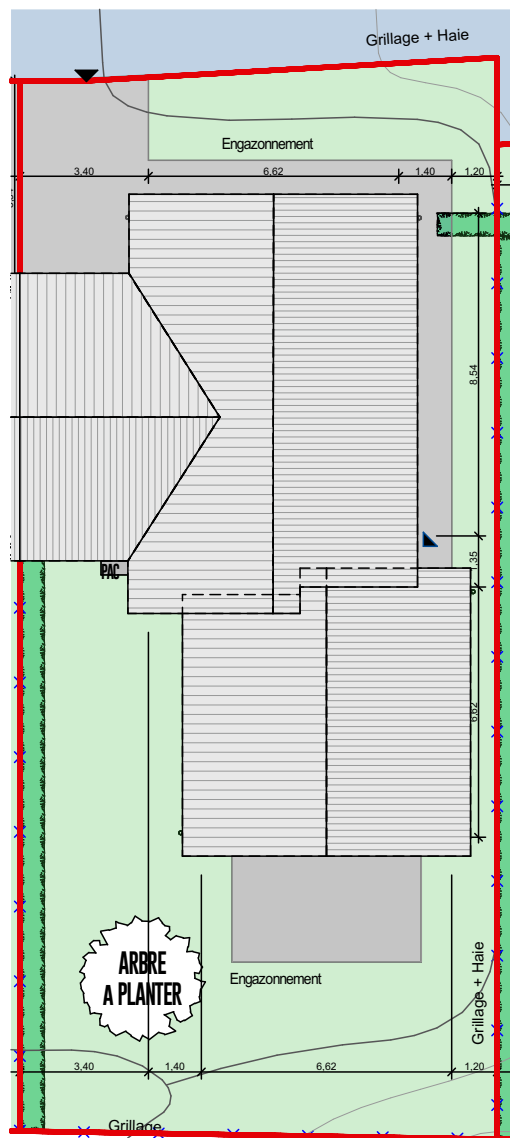 Grillage + Haie
Engazonnement
3.40 6.62 1.40 1.20
8.54
PAC
6.62
ARBRE
A PLANTER
Engazonnement
Grillage + Haie
3.40 1.40 6.62 1.20
Grillage